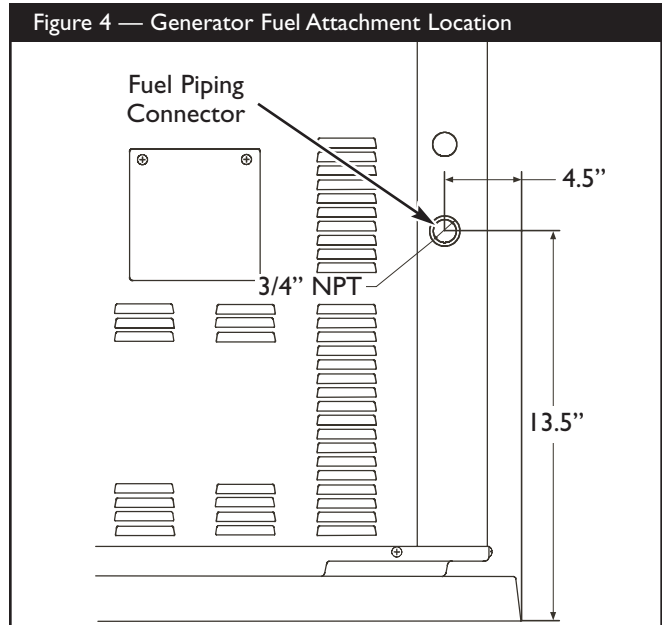 Figure 4 — Generator Fuel Attachment Location
Fuel Piping
Connector
4.5”
3/4” NPT
13.5”